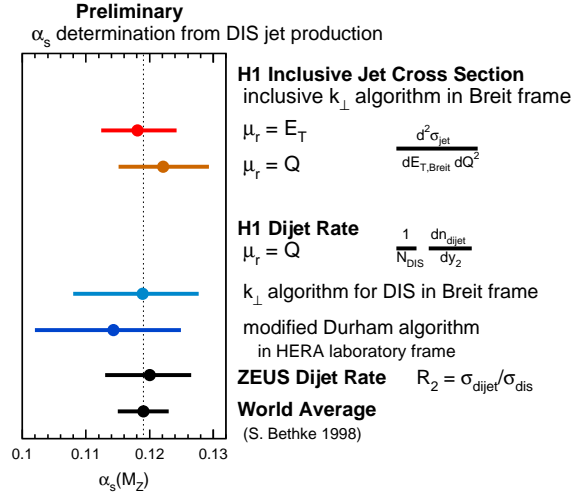 Preliminary
αs determination from DIS jet production
H1 Inclusive Jet Cross Section
inclusive k⊥ algorithm in Breit frame
μr = ET
d²σjet
dET,Breit dQ²
μr = Q
H1 Dijet Rate
μr = Q
1 dndijet
NDIS dy2
k⊥ algorithm for DIS in Breit frame
modified Durham algorithm
in HERA laboratory frame
ZEUS Dijet Rate R2 = σdijet/σdis
World Average
(S. Bethke 1998)
0.1 0.11 0.12 0.13
αs(MZ)